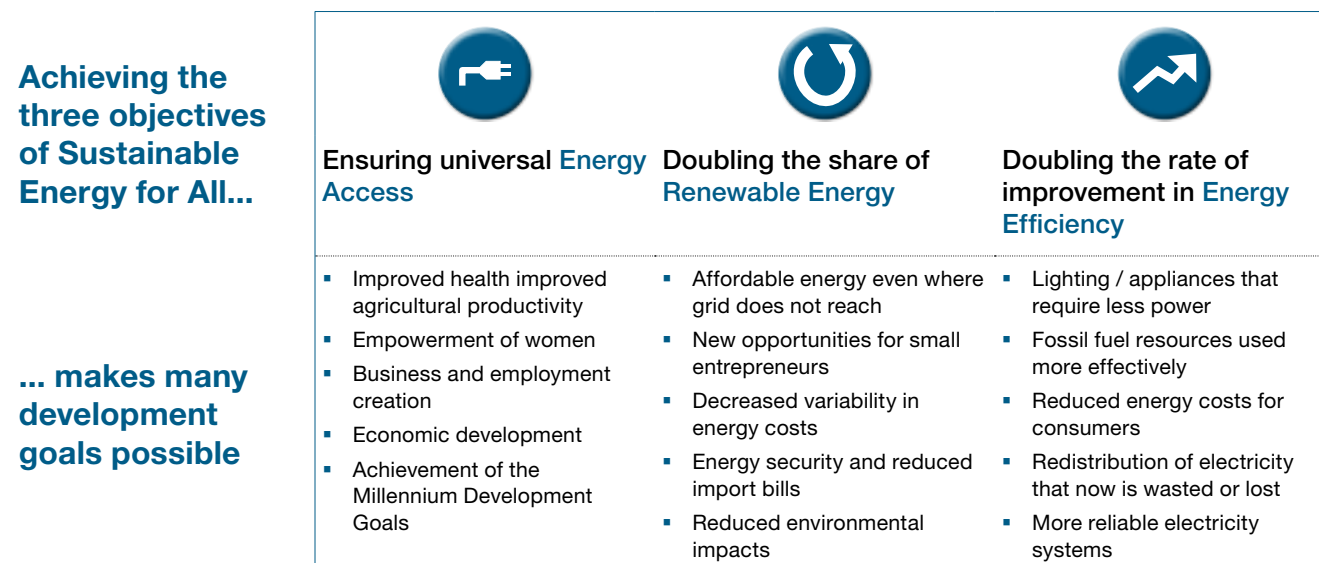 Achieving the
three objectives
of Sustainable
Energy for All...
Ensuring universal Energy
Access
Doubling the share of
Renewable Energy
Doubling the rate of
improvement in Energy
Efficiency
... makes many
development
goals possible
▪ Improved health improved
agricultural productivity
▪ Empowerment of women
▪ Business and employment
creation
▪ Economic development
▪ Achievement of the
Millennium Development
Goals
▪ Affordable energy even where
grid does not reach
▪ New opportunities for small
entrepreneurs
▪ Decreased variability in
energy costs
▪ Energy security and reduced
import bills
▪ Reduced environmental
impacts
▪ Lighting / appliances that
require less power
▪ Fossil fuel resources used
more effectively
▪ Reduced energy costs for
consumers
▪ Redistribution of electricity
that now is wasted or lost
▪ More reliable electricity
systems